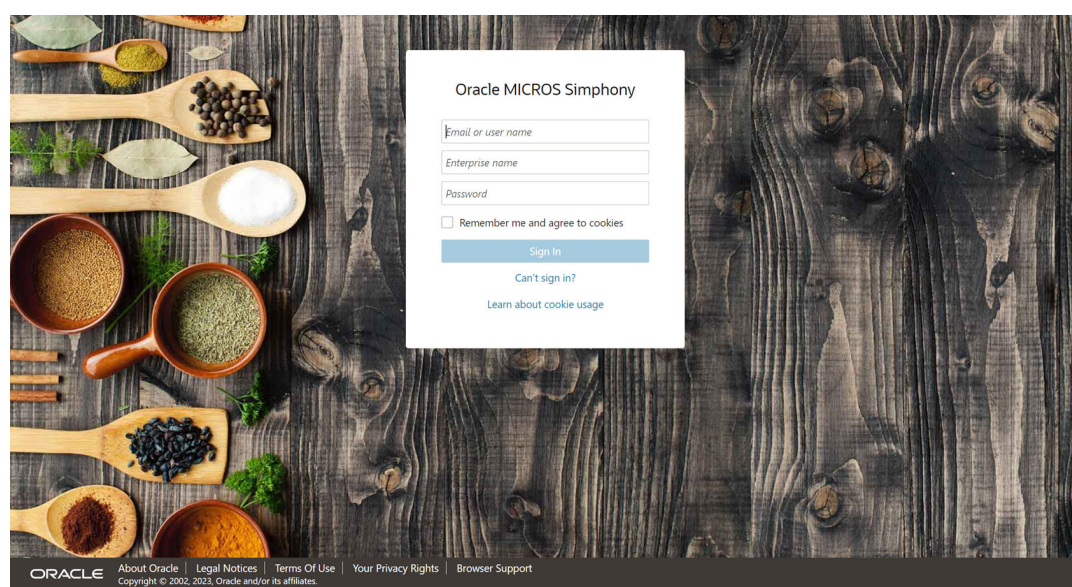 Oracle MICROS Simphony
Email or user name
Enterprise name
Password
Remember me and agree to cookies
Sign In
Can't sign in?
Learn about cookie usage
ORACLE
About Oracle | Legal Notices | Terms Of Use | Your Privacy Rights | Browser Support
Copyright © 2002, 2023, Oracle and/or its affiliates.